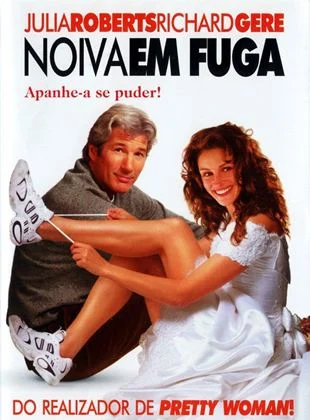 JULIAROBERTSRICHARDGERE
NOIVAEM FUGA
Apanhe-a se puder!
DO REALIZADOR DE PRETTY WOMAN!